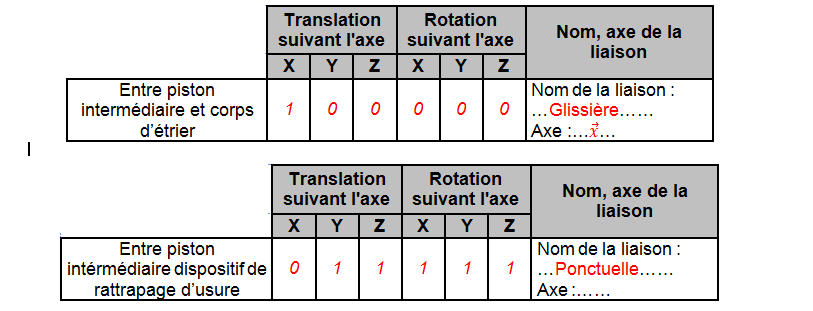 Translation suivant l'axe Rotation suivant l'axe Nom, axe de la liaison
X Y Z X Y Z
Entre piston intermédiaire et corps d'étrier 1 0 0 0 0 0 Nom de la liaison :
…Glissière……
Axe :…x⃗…
Translation suivant l'axe Rotation suivant l'axe Nom, axe de la liaison
X Y Z X Y Z
Entre piston intérmédiaire dispositif de rattrapage d'usure 0 1 1 1 1 1 Nom de la liaison :
…Ponctuelle……
Axe :……